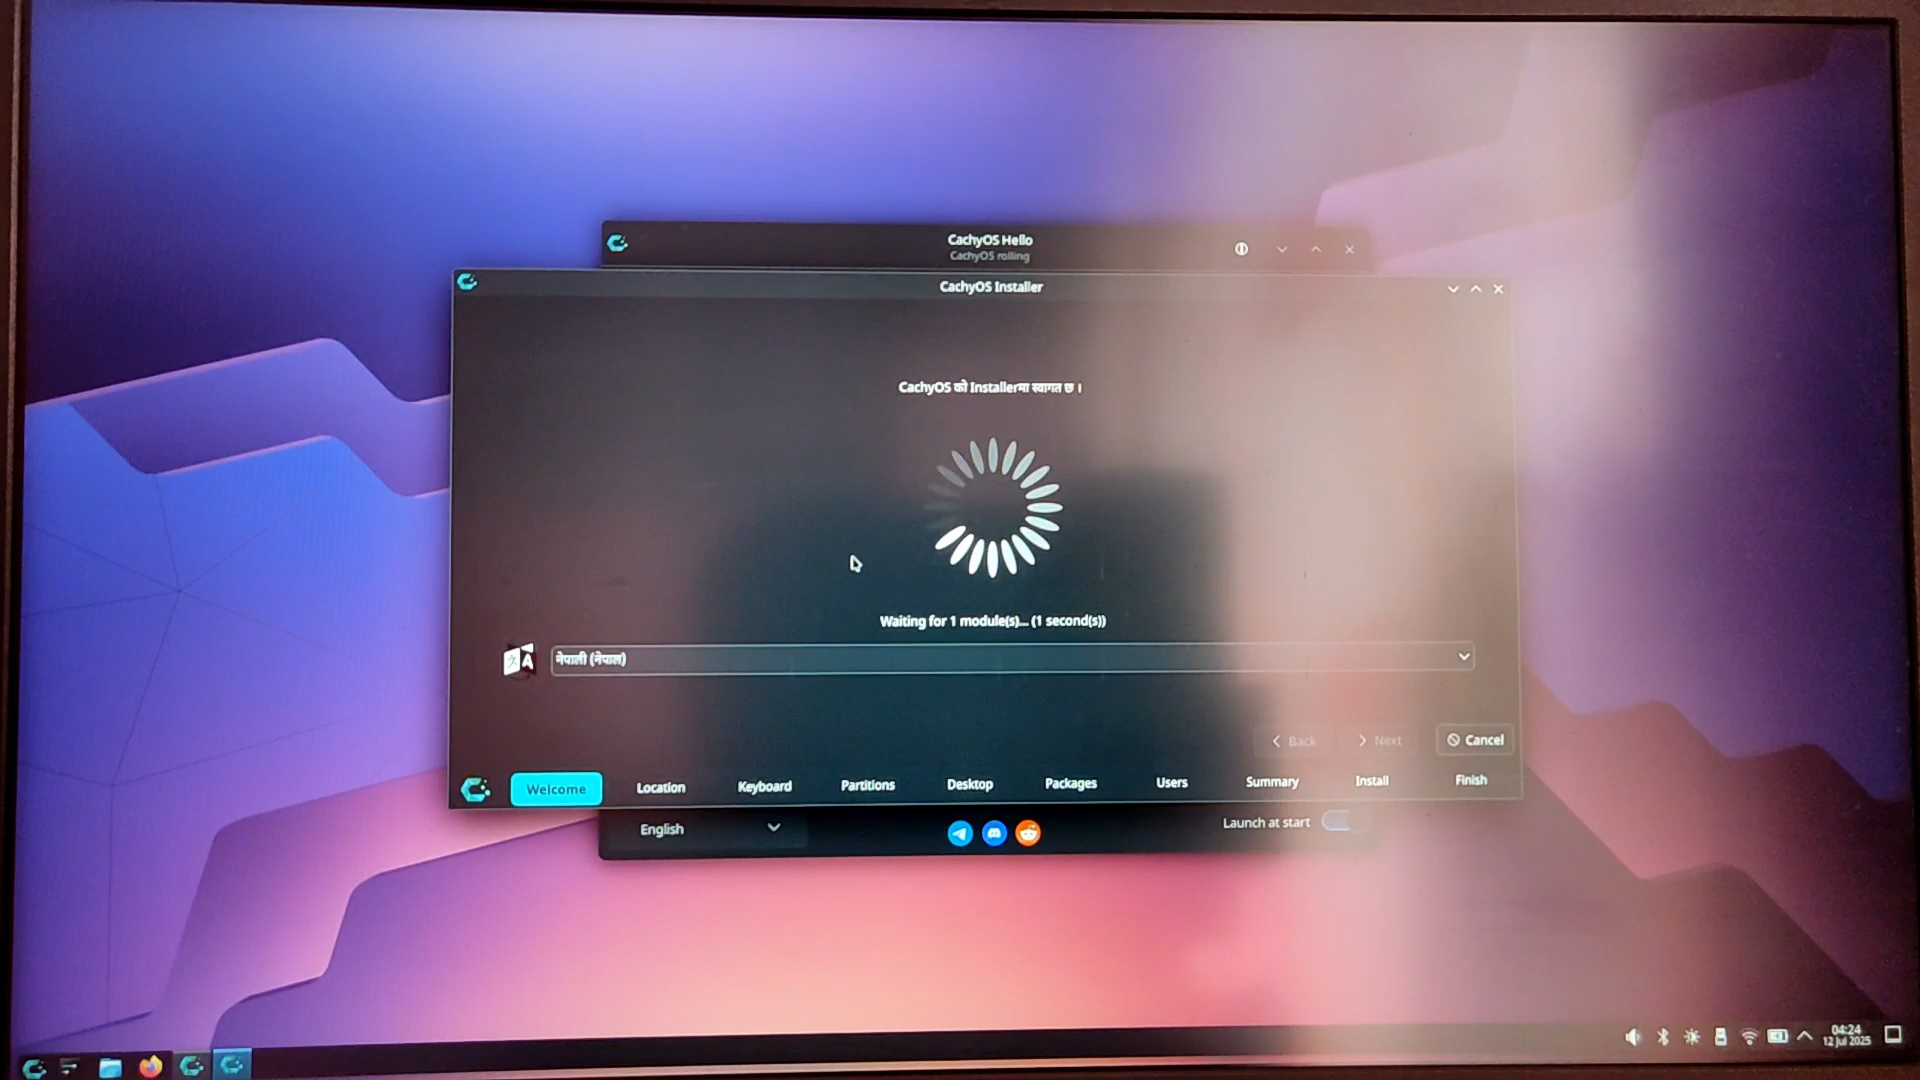 CachyOS Hello
CachyOS rolling
CachyOS Installer
CachyOS को Installerमा स्वागत छ ।
Waiting for 1 module(s)... (1 second(s))
नेपाली (नेपाल)
Back
Next
Cancel
Welcome
Location
Keyboard
Partitions
Desktop
Packages
Users
Summary
Install
Finish
English
Launch at start
04:24
12 Jul 2025